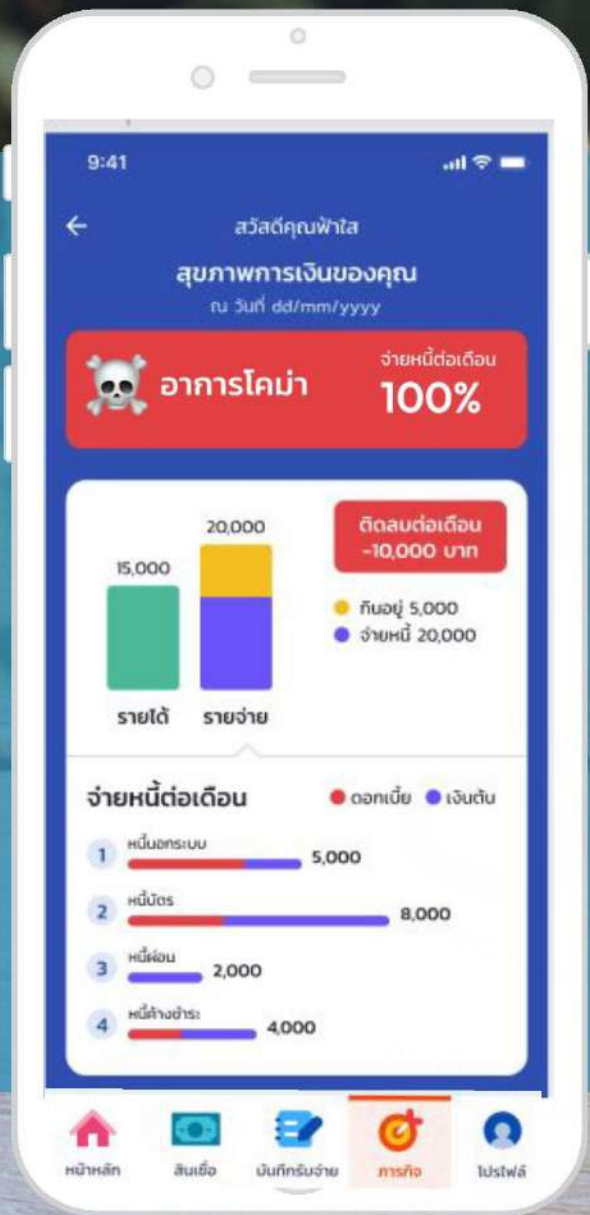 9:41
สวัสดีคุณฟ้าใส
สุขภาพการเงินของคุณ
ณ วันที่ dd/mm/yyyy
อาการโคม่า
จ่ายหนี้ต่อเดือน
100%
20,000
15,000
ติดลบต่อเดือน
-10,000 บาท
กินอยู่ 5,000
จ่ายหนี้ 20,000
รายได้
รายจ่าย
จ่ายหนี้ต่อเดือน
ดอกเบี้ย
เงินต้น
1 หนี้นอกระบบ
5,000
2 หนี้บัตร
8,000
3 หนี้ผ่อน
2,000
4 หนี้ค้างชำระ
4,000
หน้าหลัก
สินเชื่อ
บันทึกรับจ่าย
ภารกิจ
โปรไฟล์